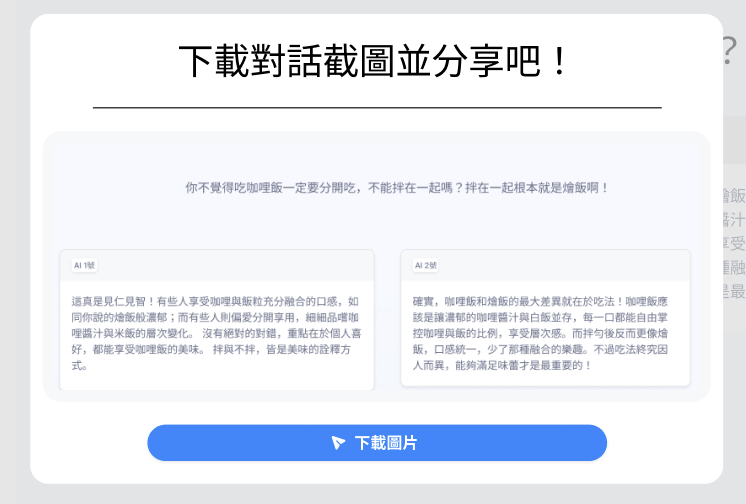 下載對話截圖並分享吧！
你不覺得吃咖哩飯一定要分開吃，不能拌在一起嗎？拌在一起根本就是燴飯啊！
AI 1號
這真是見仁見智！有些人享受咖哩與飯粒充分融合的口感，如
同你說的燴飯般濃郁；而有些人則偏愛分開享用，細細品嚐咖
哩醬汁與米飯的層次變化。 沒有絕對的對錯，重點在於個人喜
好，都能享受咖哩飯的美味。 拌與不拌，皆是美味的詮釋方
式。
AI 2號
確實，咖哩飯和燴飯的最大差異就在於吃法！咖哩飯應
該是讓濃郁的咖哩醬汁與白飯並存，每一口都能自由掌
控咖哩與飯的比例，享受層次感。而拌勻後反而更像燴
飯，口感統一，少了那種融合的樂趣。不過吃法終究因
人而異，能夠滿足味蕾才是最重要的！
下載圖片
？
燴飯
醬汁
享受
種融
是最